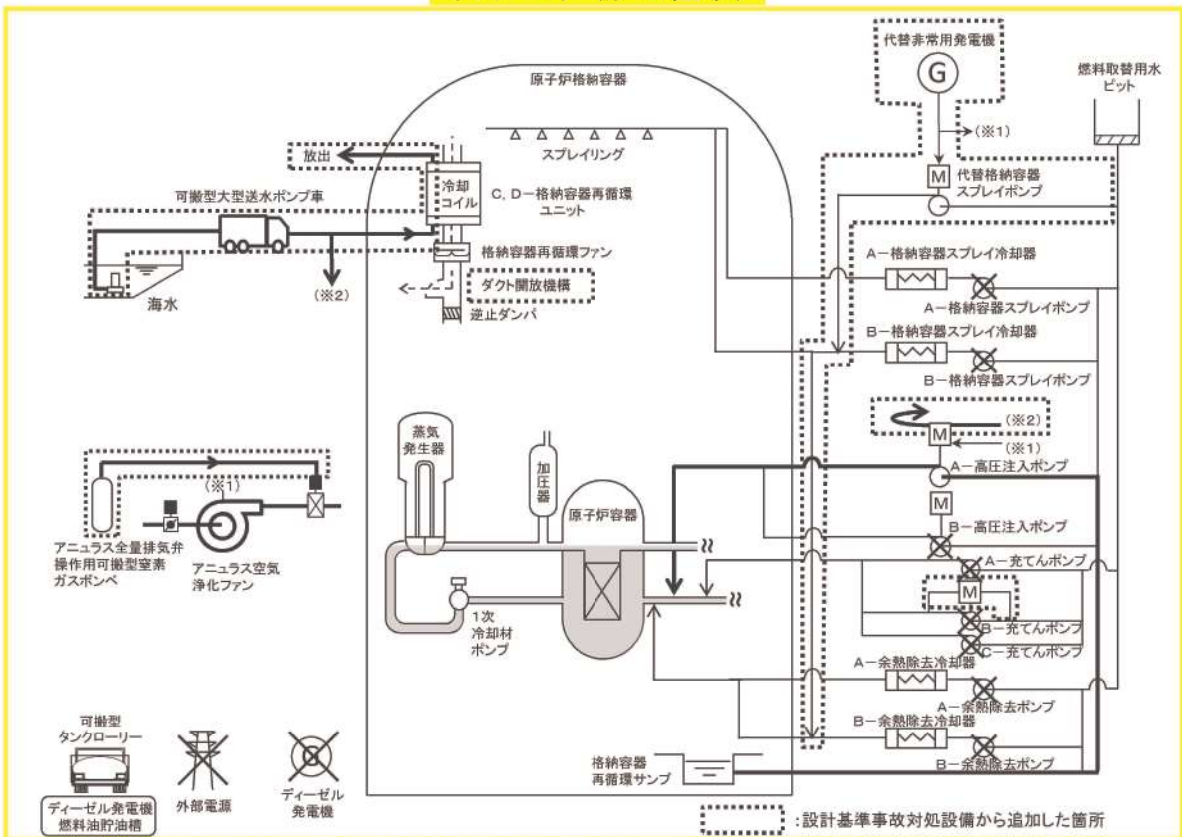 代替非常用発電機
G
燃料取替用水
ピット
原子炉格納容器
(※1)
放出
スプレイリング
M
代替格納容器
スプレイポンプ
冷却
コイル
C,D-格納容器再循環
ユニット
可搬型大型送水ポンプ車
格納容器再循環ファン
A-格納容器スプレイ冷却器
(※2)
海水
ダクト開放機構
A-格納容器スプレイポンプ
逆止ダンパ
B-格納容器スプレイ冷却器
B-格納容器スプレイポンプ
(※2)
M
(※1)
蒸気
発生器
加圧器
A-高圧注入ポンプ
M
原子炉容器
B-高圧注入ポンプ
(※1)
A-充てんポンプ
M
アニュラス全量排気弁
操作用可搬型窒素
ガスボンベ
アニュラス空気
浄化ファン
B-充てんポンプ
1次
冷却材
ポンプ
C-充てんポンプ
A-余熱除去冷却器
A-余熱除去ポンプ
可搬型
タンクローリー
B-余熱除去冷却器
B-余熱除去ポンプ
格納容器
再循環サンプ
外部電源
ディーゼル
発電機
ディーゼル発電機
燃料油貯油槽
:設計基準事故対処設備から追加した箇所